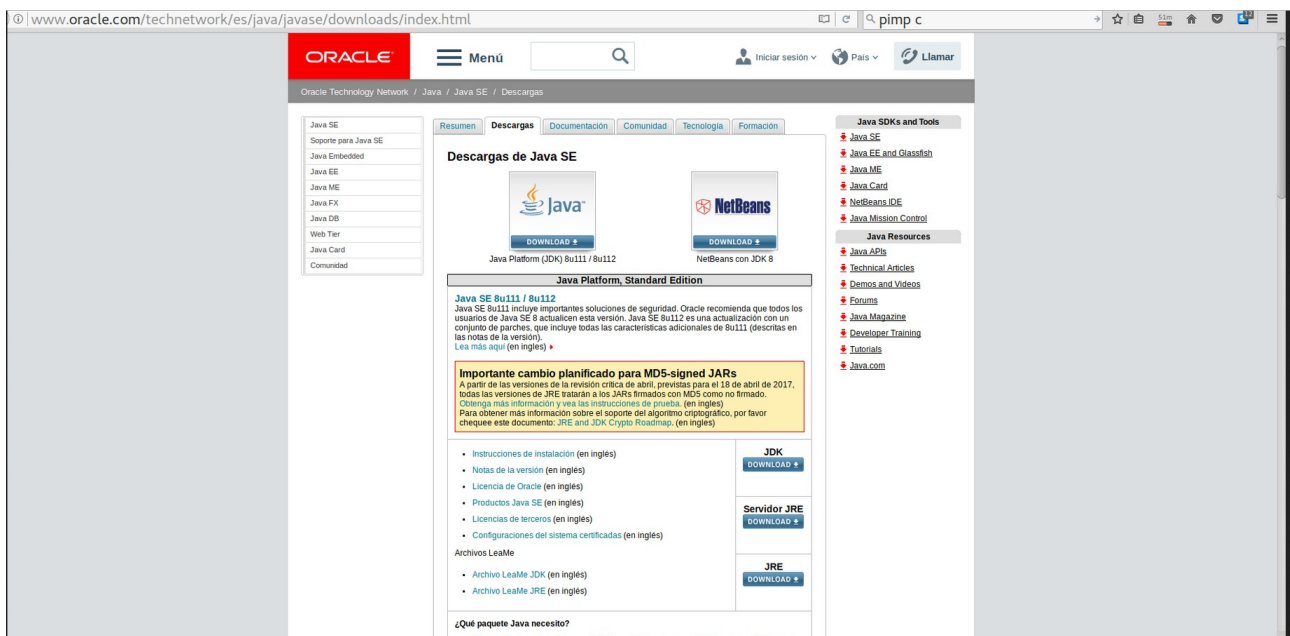 www.oracle.com/technetwork/es/java/javase/downloads/index.html
pimp c
51m
12
ORACLE
Menú
Iniciar sesión
País
Llamar
Oracle Technology Network / Java / Java SE / Descargas
Java SE
Soporte para Java SE
Java Embedded
Java EE
Java ME
Java FX
Java DB
Web Tier
Java Card
Comunidad
Resumen
Descargas
Documentación
Comunidad
Tecnología
Formación
Descargas de Java SE
Java
DOWNLOAD
Java Platform (JDK) 8u111 / 8u112
NetBeans
DOWNLOAD
NetBeans con JDK 8
Java Platform, Standard Edition
Java SE 8u111 / 8u112
Java SE 8u111 incluye importantes soluciones de seguridad. Oracle recomienda que todos los
usuarios de Java SE 8 actualicen esta versión. Java SE 8u112 es una actualización con un
conjunto de parches, que incluye todas las características adicionales de 8u111 (descritas en
las notas de la versión).
Lea más aquí (en ingles)
Importante cambio planificado para MD5-signed JARs
A partir de las versiones de la revisión crítica de abril, previstas para el 18 de abril de 2017,
todas las versiones de JRE tratarán a los JARs firmados con MD5 como no firmado.
Obtenga más información y vea las instrucciones de prueba. (en ingles)
Para obtener más información sobre el soporte del algoritmo criptográfico, por favor
chequee este documento: JRE and JDK Crypto Roadmap. (en ingles)
Instrucciones de instalación (en inglés)
Notas de la versión (en inglés)
Licencia de Oracle (en inglés)
Productos Java SE (en inglés)
Licencias de terceros (en inglés)
Configuraciones del sistema certificadas (en inglés)
Archivos LeaMe
Archivo LeaMe JDK (en inglés)
Archivo LeaMe JRE (en inglés)
JDK
DOWNLOAD
Servidor JRE
DOWNLOAD
JRE
DOWNLOAD
¿Qué paquete Java necesito?
Java SDKs and Tools
Java SE
Java EE and Glassfish
Java ME
Java Card
NetBeans IDE
Java Mission Control
Java Resources
Java APIs
Technical Articles
Demos and Videos
Forums
Java Magazine
Developer Training
Tutorials
Java.com